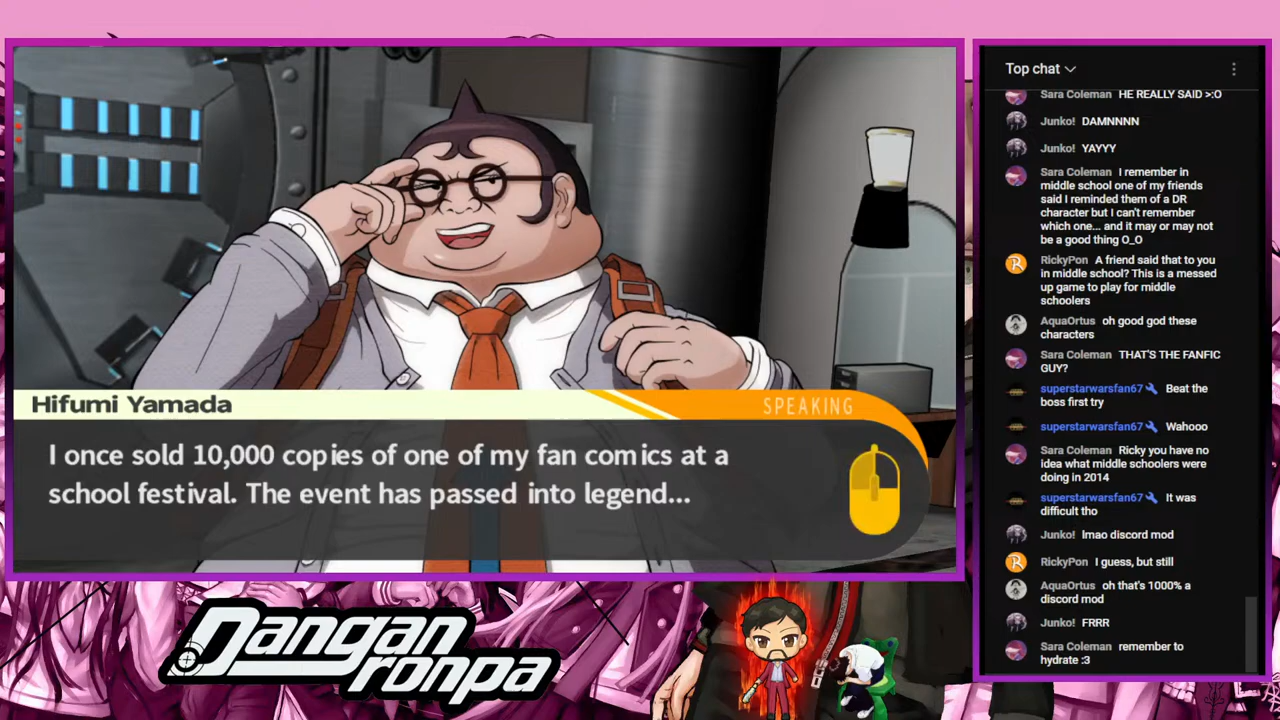 Hifumi Yamada
SPEAKING
I once sold 10,000 copies of one of my fan comics at a
school festival. The event has passed into legend...
Dangan
ronpa
Top chat
Sara Coleman HE REALLY SAID >:O
Junko! DAMNNNN
Junko! YAYYY
Sara Coleman I remember in
middle school one of my friends
said I reminded them of a DR
character but I can't remember
which one... and it may or may not
be a good thing O_O
RickyPon A friend said that to you
in middle school? This is a messed
up game to play for middle
schoolers
AquaOrtus oh good god these
characters
Sara Coleman THAT'S THE FANFIC
GUY?
superstarwarsfan67 Beat the
boss first try
superstarwarsfan67 Wahooo
Sara Coleman Ricky you have no
idea what middle schoolers were
doing in 2014
superstarwarsfan67 It was
difficult tho
Junko! lmao discord mod
RickyPon I guess, but still
AquaOrtus oh that's 1000% a
discord mod
Junko! FRRR
Sara Coleman remember to
hydrate :3